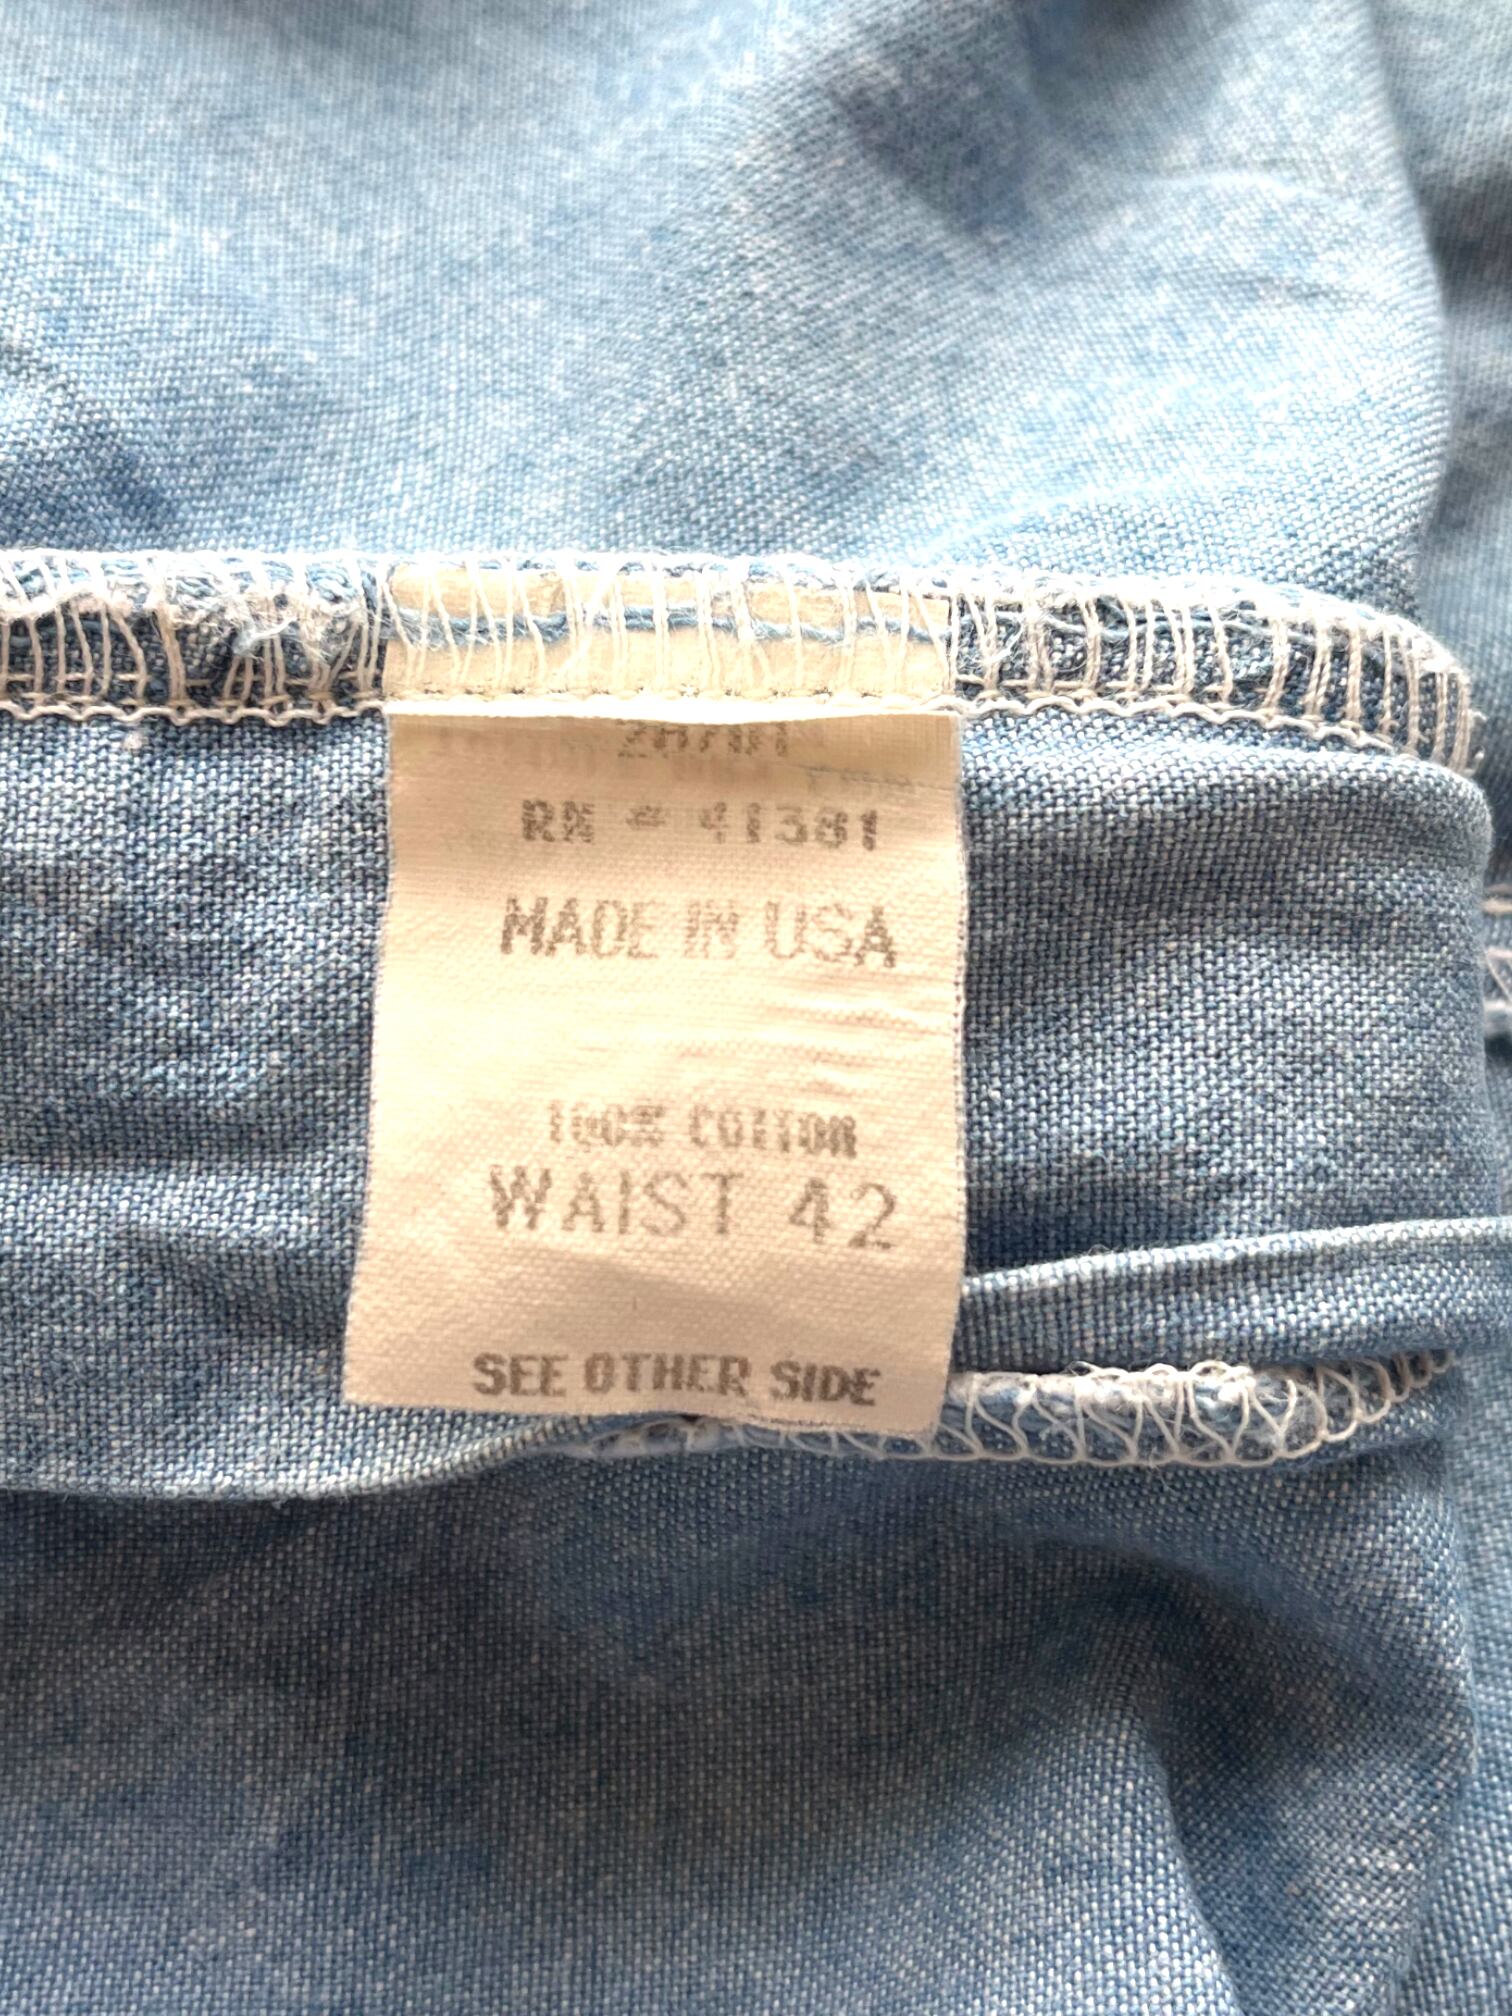 RN # 41381
MADE IN USA
100% COTTON
WAIST 42
SEE OTHER SIDE